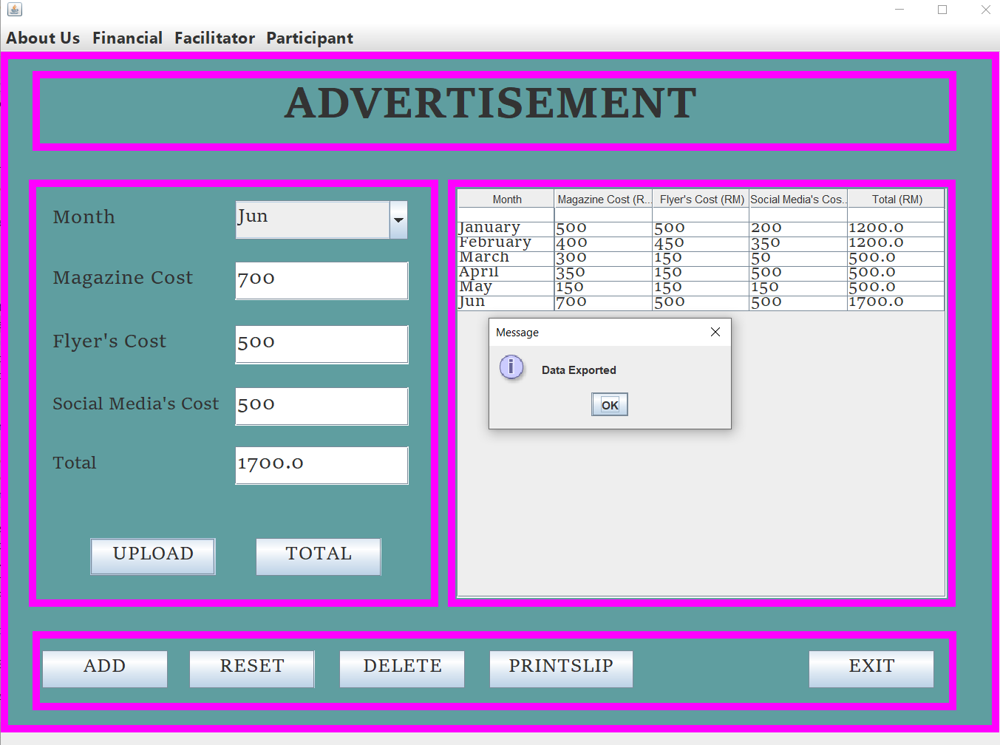 About Us Financial Facilitator Participant
ADVERTISEMENT
Month Jun
Magazine Cost 700
Flyer's Cost 500
Social Media's Cost 500
Total 1700.0
UPLOAD TOTAL
Month Magazine Cost (R... Flyer's Cost (RM) Social Media's Cos... Total (RM)
January 500 500 200 1200.0
February 400 450 350 1200.0
March 300 150 50 500.0
April 350 150 500 500.0
May 150 150 150 500.0
Jun 700 500 500 1700.0
Message
Data Exported
OK
ADD RESET DELETE PRINTSLIP EXIT